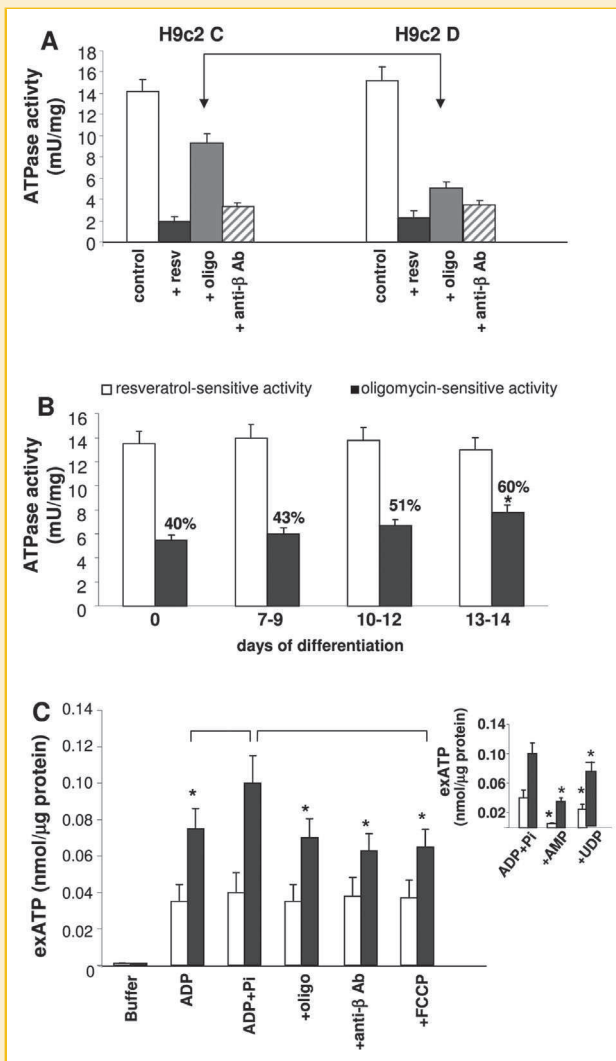 A
H9c2 C
H9c2 D
ATPase activty
(mU/mg)
18
16
14
12
10
8
6
4
2
0
control
+ resv
+ oligo
+ anti-β Ab
control
+ resv
+ oligo
+ anti-β Ab
resveratrol-sensitive activity
oligomycin-sensitive activity
B
ATPase activty
(mU/mg)
16
14
12
10
8
6
4
2
0
40%
43%
51%
60%
*
0
7-9
10-12
13-14
days of differentiation
C
exATP (nmol/μg protein)
0.14
0.12
0.10
0.08
0.06
0.04
0.02
0
*
*
*
*
Buffer
ADP
ADP+Pi
+oligo
+anti-β Ab
+FCCP
exATP
(nmol/μg protein)
0.14
0.10
0.06
0.02
*
*
*
*
ADP+Pi
+AMP
+UDP